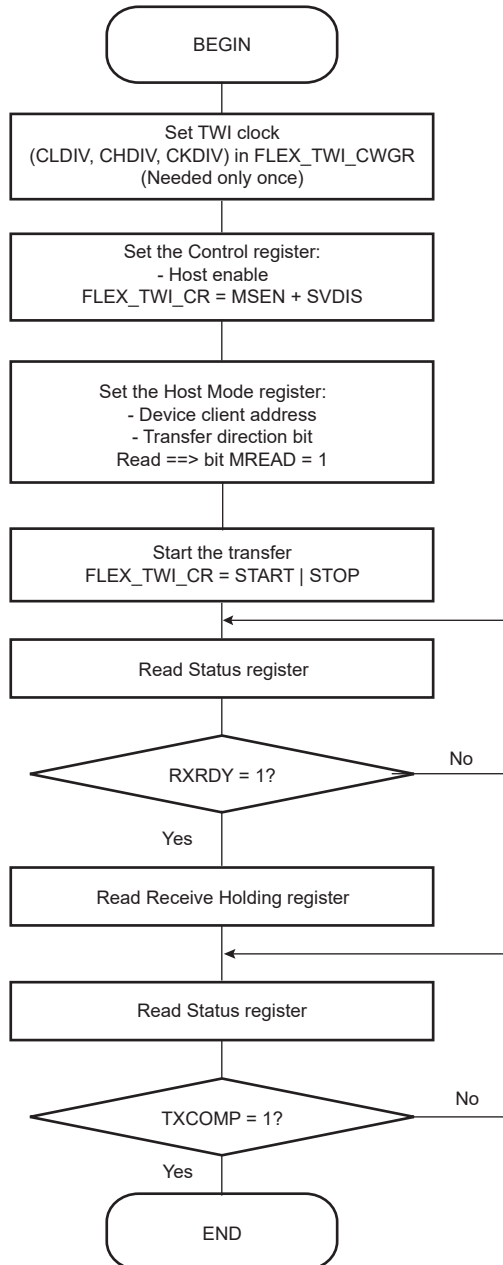 BEGIN
Set TWI clock
(CLDIV, CHDIV, CKDIV) in FLEX_TWI_CWGR
(Needed only once)
Set the Control register:
- Host enable
FLEX_TWI_CR = MSEN + SVDIS
Set the Host Mode register:
- Device client address
- Transfer direction bit
Read ==> bit MREAD = 1
Start the transfer
FLEX_TWI_CR = START | STOP
Read Status register
RXRDY = 1?
No
Yes
Read Receive Holding register
Read Status register
TXCOMP = 1?
No
Yes
END